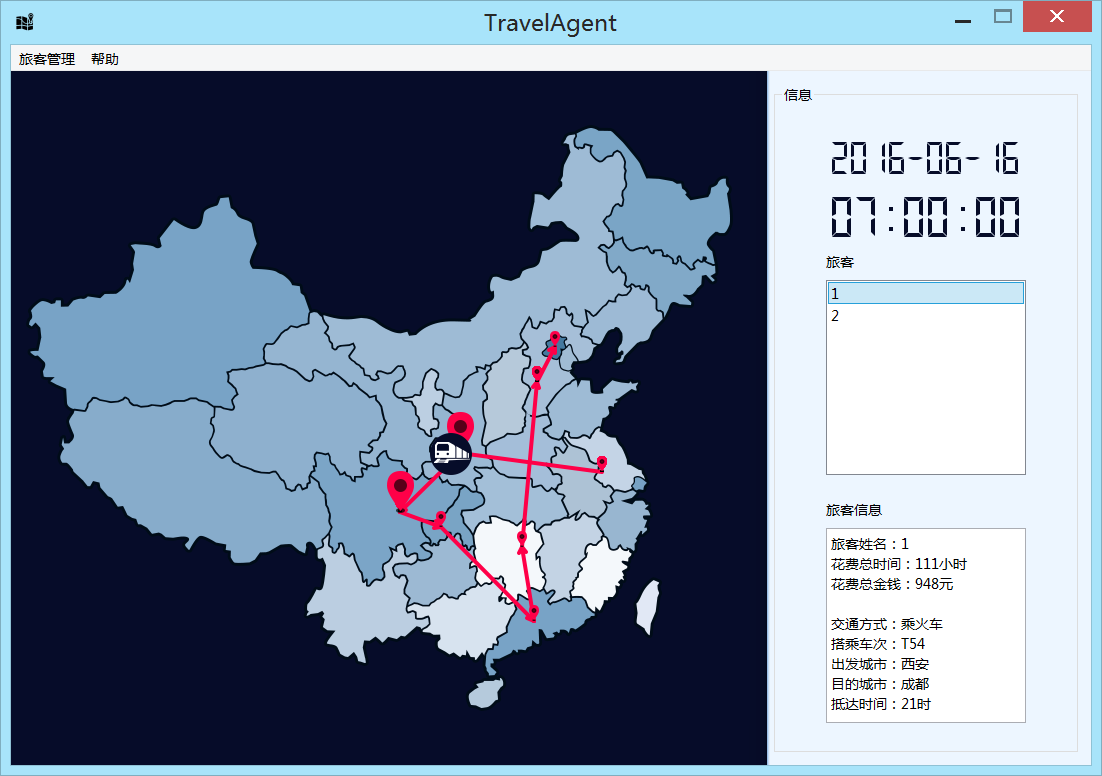 TravelAgent
旅客管理 帮助
信息
2016-06-16
07:00:00
旅客
1
2
旅客信息
旅客姓名：1
花费总时间：111小时
花费总金钱：948元
交通方式：乘火车
搭乘车次：T54
出发城市：西安
目的城市：成都
抵达时间：21时